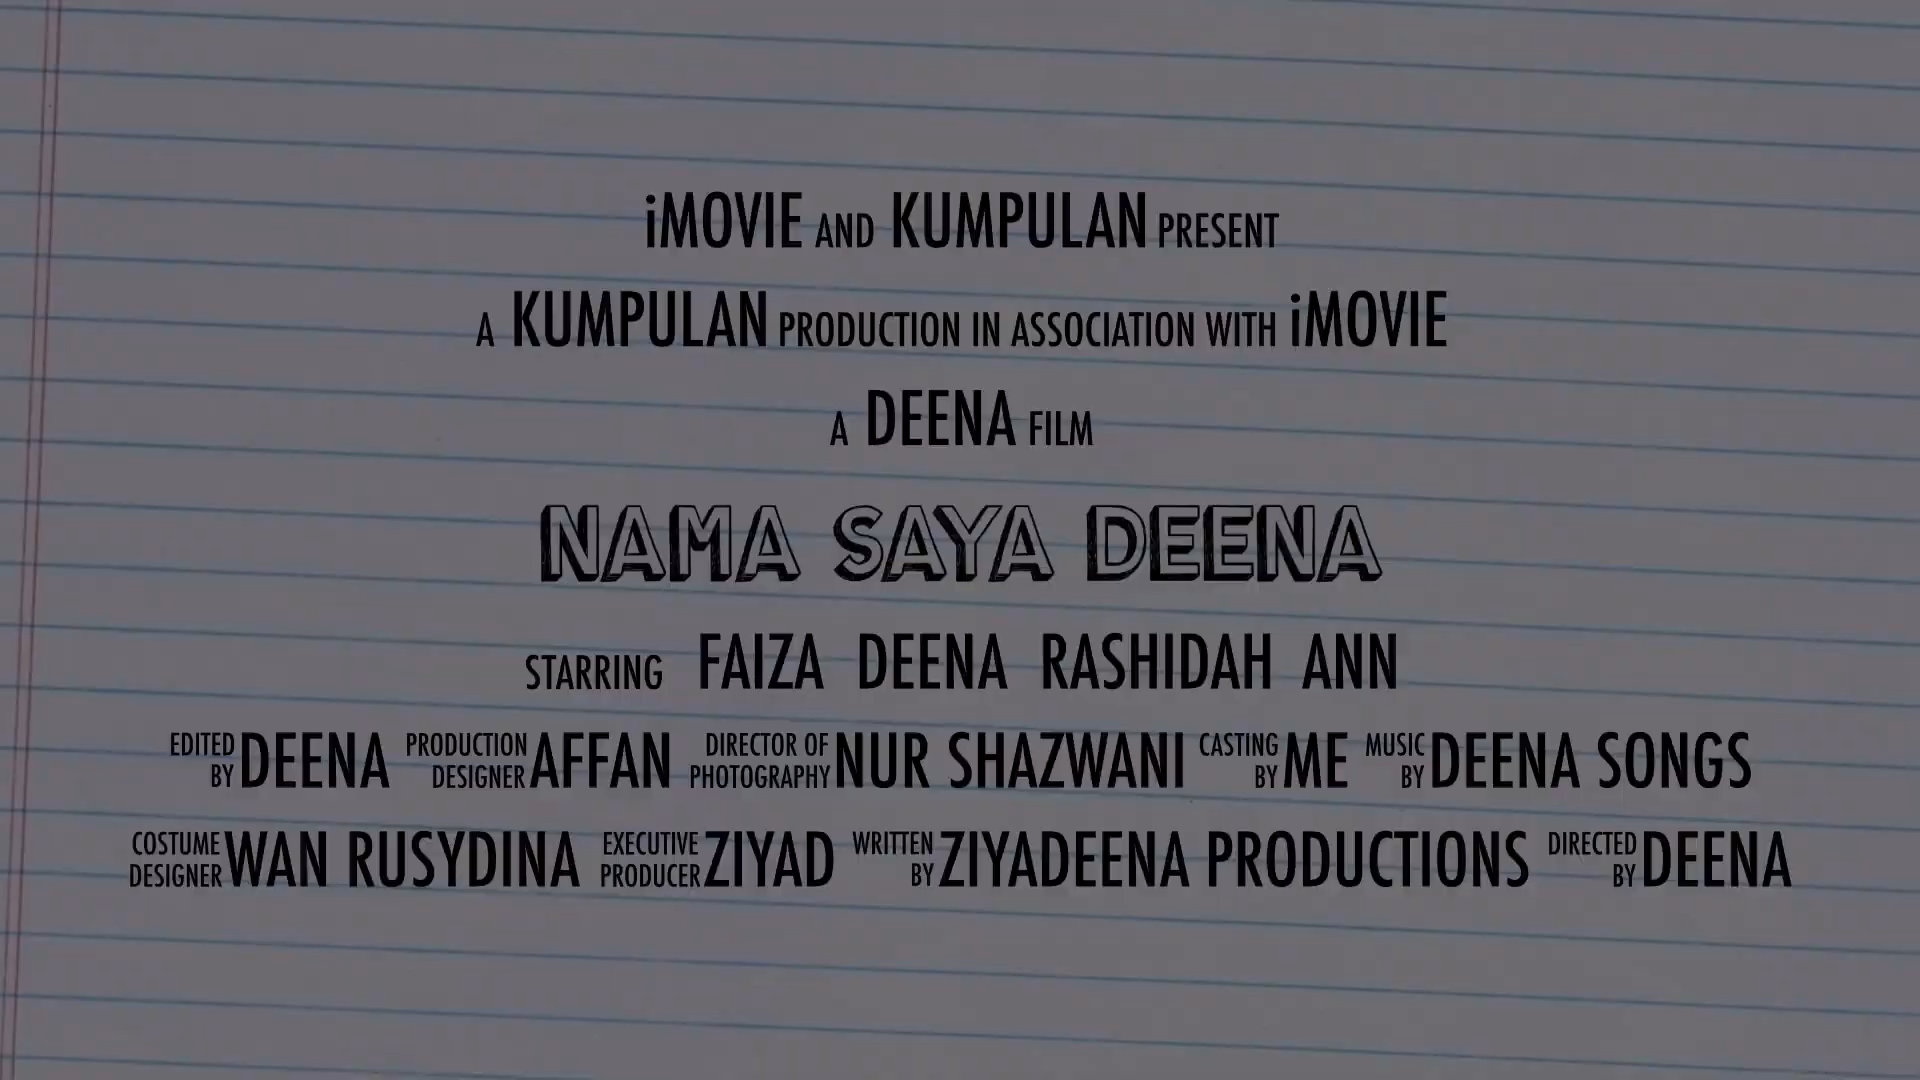 iMOVIE AND KUMPULAN PRESENT
A KUMPULAN PRODUCTION IN ASSOCIATION WITH iMOVIE
A DEENA FILM
NAMA SAYA DEENA
STARRING FAIZA DEENA RASHIDAH ANN
EDITED BY DEENA PRODUCTION DESIGNER AFFAN DIRECTOR OF PHOTOGRAPHY NUR SHAZWANI CASTING BY ME MUSIC BY DEENA SONGS
COSTUME DESIGNER WAN RUSYDINA EXECUTIVE PRODUCER ZIYAD WRITTEN BY ZIYADEENA PRODUCTIONS DIRECTED BY DEENA